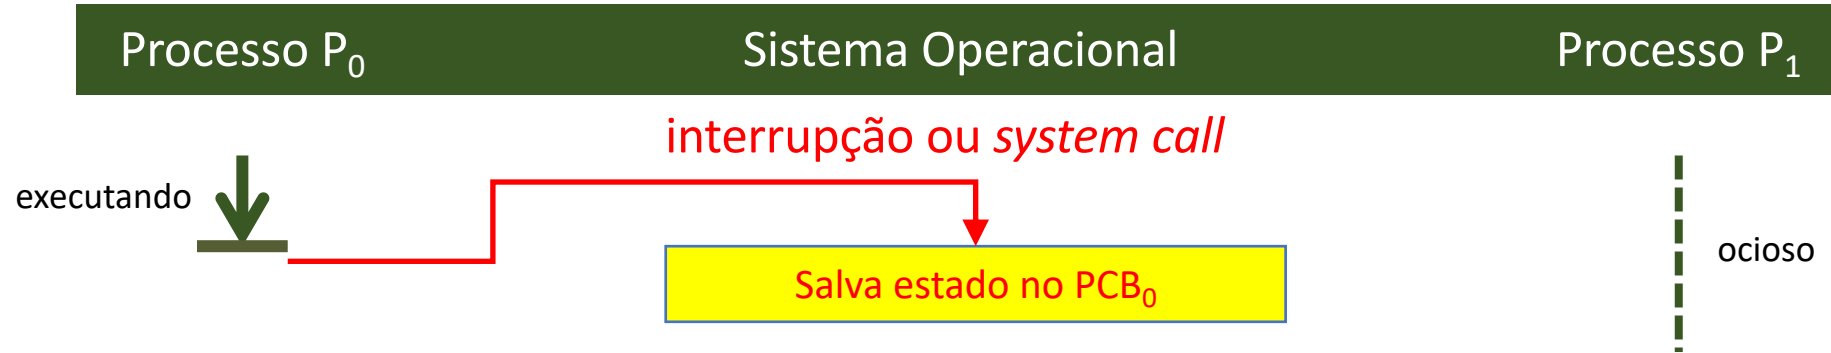 Processo P₀ Sistema Operacional Processo P₁
interrupção ou system call
executando
ocioso
Salva estado no PCB₀